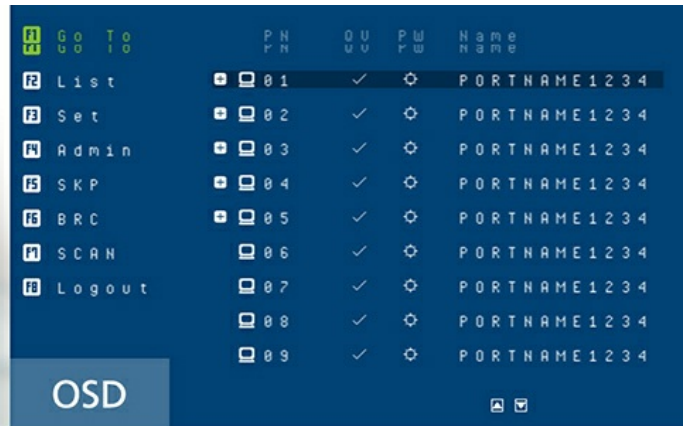 F1 Go To PN QV PW Name
F2 List 01 PORTNAME1234
F3 Set 02 PORTNAME1234
F4 Admin 03 PORTNAME1234
F5 SKP 04 PORTNAME1234
F6 BRC 05 PORTNAME1234
F7 SCAN 06 PORTNAME1234
F8 Logout 07 PORTNAME1234
08 PORTNAME1234
09 PORTNAME1234
OSD